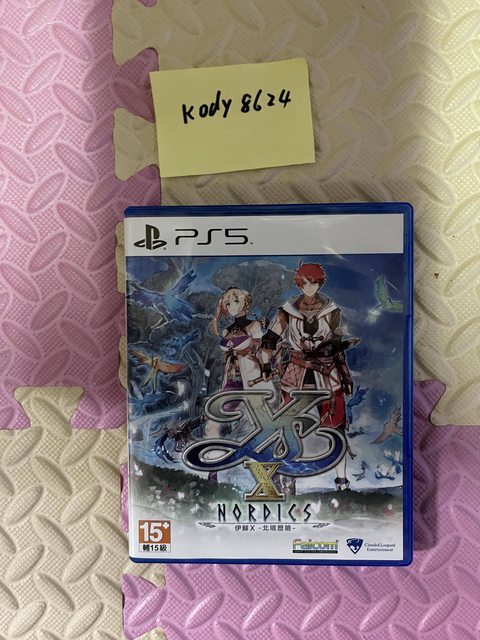 Kody 8624
PS5
Ys
X
NORDICS
伊蘇X -北境歷險-
15+
輔15級
Falcom
Clouded Leopard
Entertainment